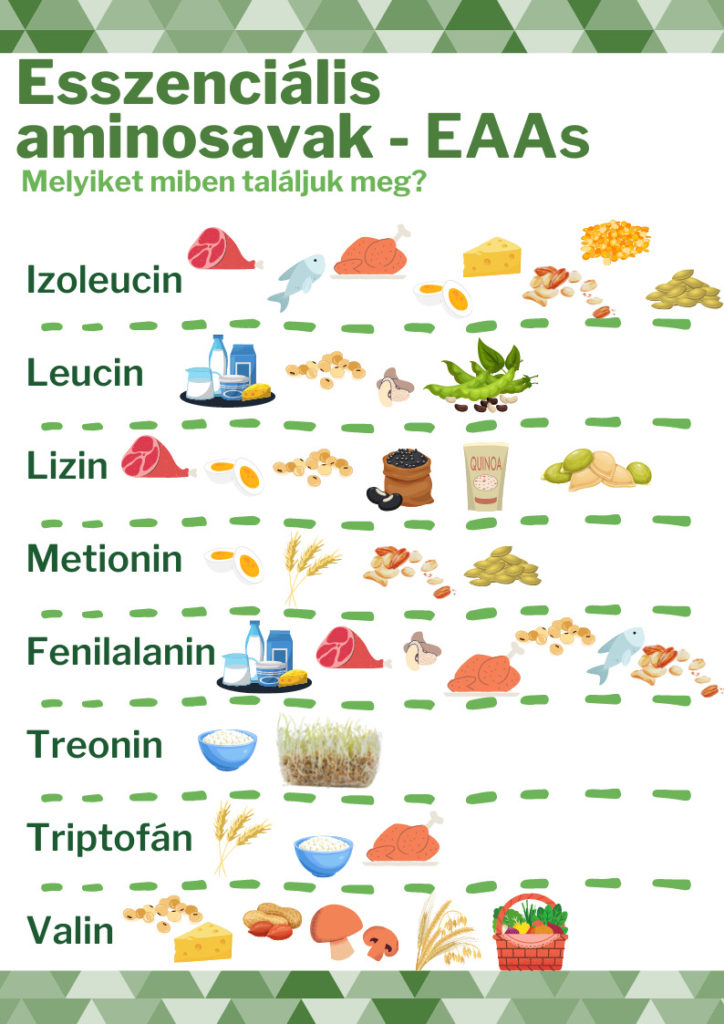 Esszenciális
aminosavak - EAAs
Melyiket miben találjuk meg?
Izoleucin
Leucin
Lizin
QUINOA
Metionin
Fenilalanin
Treonin
Triptofán
Valin